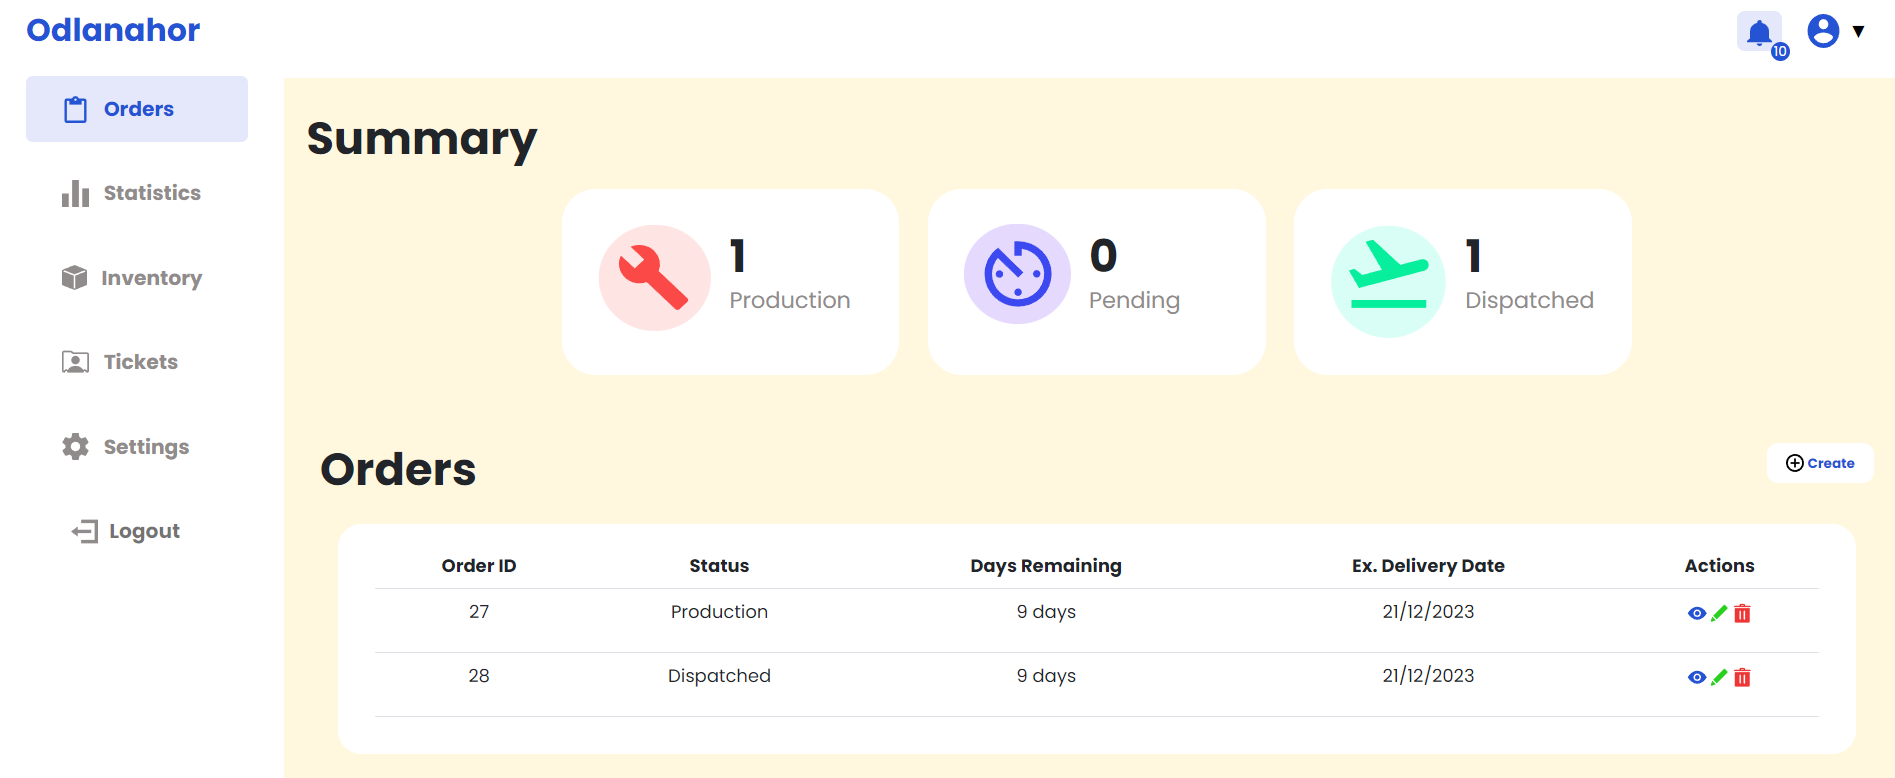 Odlanahor
10
Orders
Statistics
Inventory
Tickets
Settings
Logout
Summary
1
Production
0
Pending
1
Dispatched
Orders
Create
Order ID Status Days Remaining Ex. Delivery Date Actions
27 Production 9 days 21/12/2023
28 Dispatched 9 days 21/12/2023